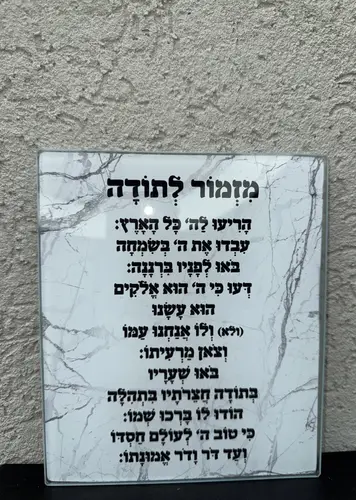 מִזְמוֹר לְתוֹדָה
הָרִיעוּ לַה׳ כָּל הָאָרֶץ:
עִבְדוּ אֶת ה׳ בְּשִׂמְחָה
בֹּאוּ לְפָנָיו בִּרְנָנָה:
דְּעוּ כִּי ה׳ הוּא אֱלֹקִים
הוּא עָשָׂנוּ
(ולא) וְלוֹ אֲנַחְנוּ עַמּוֹ
וְצֹאן מַרְעִיתוֹ:
בֹּאוּ שְׁעָרָיו
בְּתוֹדָה חֲצֵרֹתָיו בִּתְהִלָּה
הוֹדוּ לוֹ בָּרְכוּ שְׁמוֹ:
כִּי טוֹב ה׳ לְעוֹלָם חַסְדּוֹ
וְעַד דֹּר וָדֹר אֱמוּנָתוֹ: